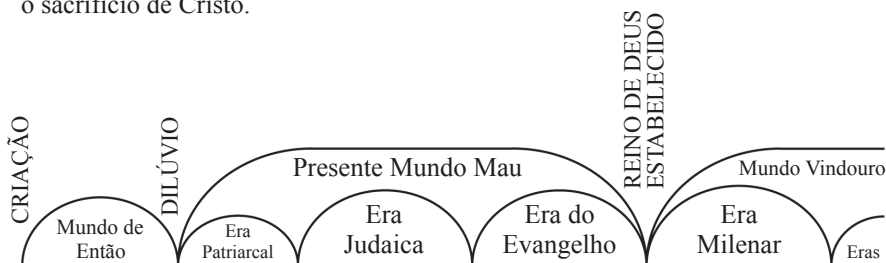 o sacrifício de Cristo.
CRIAÇÃO
DILÚVIO
REINO DE DEUS
ESTABELECIDO
Presente Mundo Mau
Mundo Vindouro
Mundo de
Então
Era
Patriarcal
Era
Judaica
Era do
Evangelho
Era
Milenar
Eras